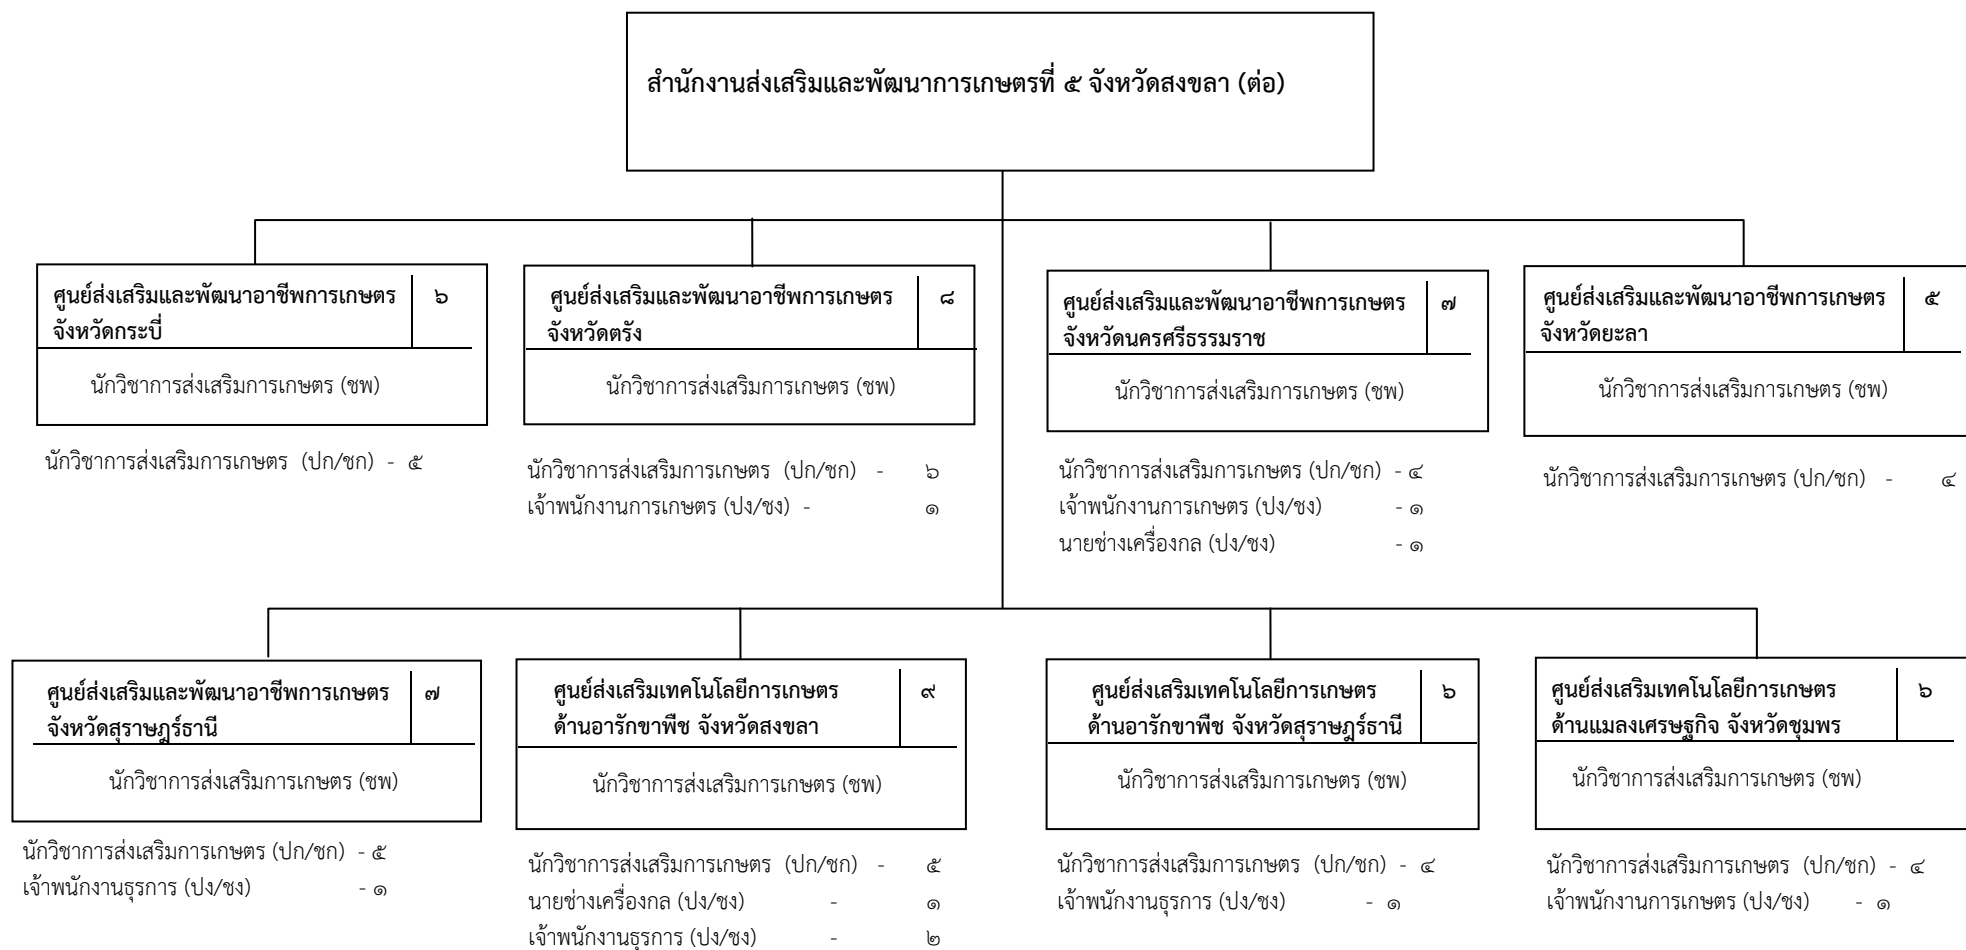 สำนักงานส่งเสริมและพัฒนาการเกษตรที่ ๕ จังหวัดสงขลา (ต่อ)
ศูนย์ส่งเสริมและพัฒนาอาชีพการเกษตร ๖
จังหวัดกระบี่
นักวิชาการส่งเสริมการเกษตร (ชพ)
นักวิชาการส่งเสริมการเกษตร (ปก/ชก) - ๕
ศูนย์ส่งเสริมและพัฒนาอาชีพการเกษตร ๘
จังหวัดตรัง
นักวิชาการส่งเสริมการเกษตร (ชพ)
นักวิชาการส่งเสริมการเกษตร (ปก/ชก) - ๖
เจ้าพนักงานการเกษตร (ปง/ชง) - ๑
ศูนย์ส่งเสริมและพัฒนาอาชีพการเกษตร ๗
จังหวัดนครศรีธรรมราช
นักวิชาการส่งเสริมการเกษตร (ชพ)
นักวิชาการส่งเสริมการเกษตร (ปก/ชก) - ๔
เจ้าพนักงานการเกษตร (ปง/ชง) - ๑
นายช่างเครื่องกล (ปง/ชง) - ๑
ศูนย์ส่งเสริมและพัฒนาอาชีพการเกษตร ๕
จังหวัดยะลา
นักวิชาการส่งเสริมการเกษตร (ชพ)
นักวิชาการส่งเสริมการเกษตร (ปก/ชก) - ๔
ศูนย์ส่งเสริมและพัฒนาอาชีพการเกษตร ๗
จังหวัดสุราษฎร์ธานี
นักวิชาการส่งเสริมการเกษตร (ชพ)
นักวิชาการส่งเสริมการเกษตร (ปก/ชก) - ๕
เจ้าพนักงานธุรการ (ปง/ชง) - ๑
ศูนย์ส่งเสริมเทคโนโลยีการเกษตร ๙
ด้านอารักขาพืช จังหวัดสงขลา
นักวิชาการส่งเสริมการเกษตร (ชพ)
นักวิชาการส่งเสริมการเกษตร (ปก/ชก) - ๕
นายช่างเครื่องกล (ปง/ชง) - ๑
เจ้าพนักงานธุรการ (ปง/ชง) - ๒
ศูนย์ส่งเสริมเทคโนโลยีการเกษตร ๖
ด้านอารักขาพืช จังหวัดสุราษฎร์ธานี
นักวิชาการส่งเสริมการเกษตร (ชพ)
นักวิชาการส่งเสริมการเกษตร (ปก/ชก) - ๔
เจ้าพนักงานธุรการ (ปง/ชง) - ๑
ศูนย์ส่งเสริมเทคโนโลยีการเกษตร ๖
ด้านแมลงเศรษฐกิจ จังหวัดชุมพร
นักวิชาการส่งเสริมการเกษตร (ชพ)
นักวิชาการส่งเสริมการเกษตร (ปก/ชก) - ๔
เจ้าพนักงานการเกษตร (ปง/ชง) - ๑